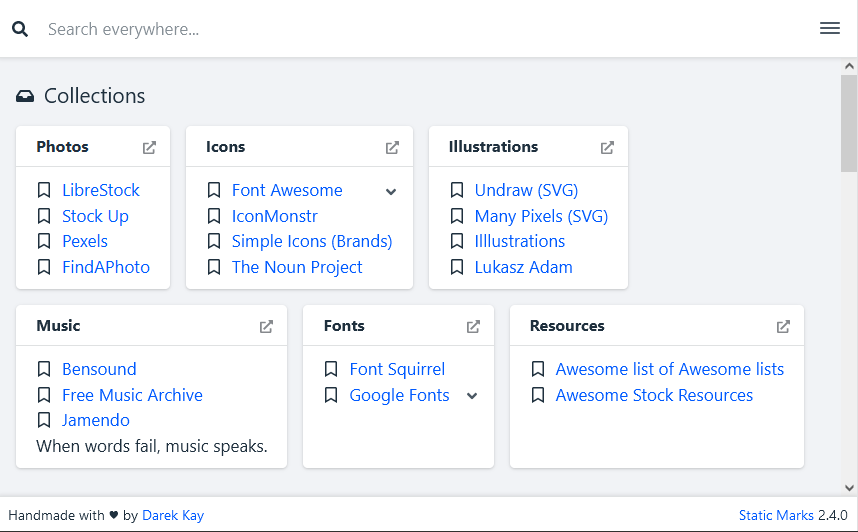 Search everywhere...
Collections
Photos
LibreStock
Stock Up
Pexels
FindAPhoto
Icons
Font Awesome
IconMonstr
Simple Icons (Brands)
The Noun Project
Illustrations
Undraw (SVG)
Many Pixels (SVG)
Illlustrations
Lukasz Adam
Music
Bensound
Free Music Archive
Jamendo
When words fail, music speaks.
Fonts
Font Squirrel
Google Fonts
Resources
Awesome list of Awesome lists
Awesome Stock Resources
Handmade with ♥ by Darek Kay
Static Marks 2.4.0